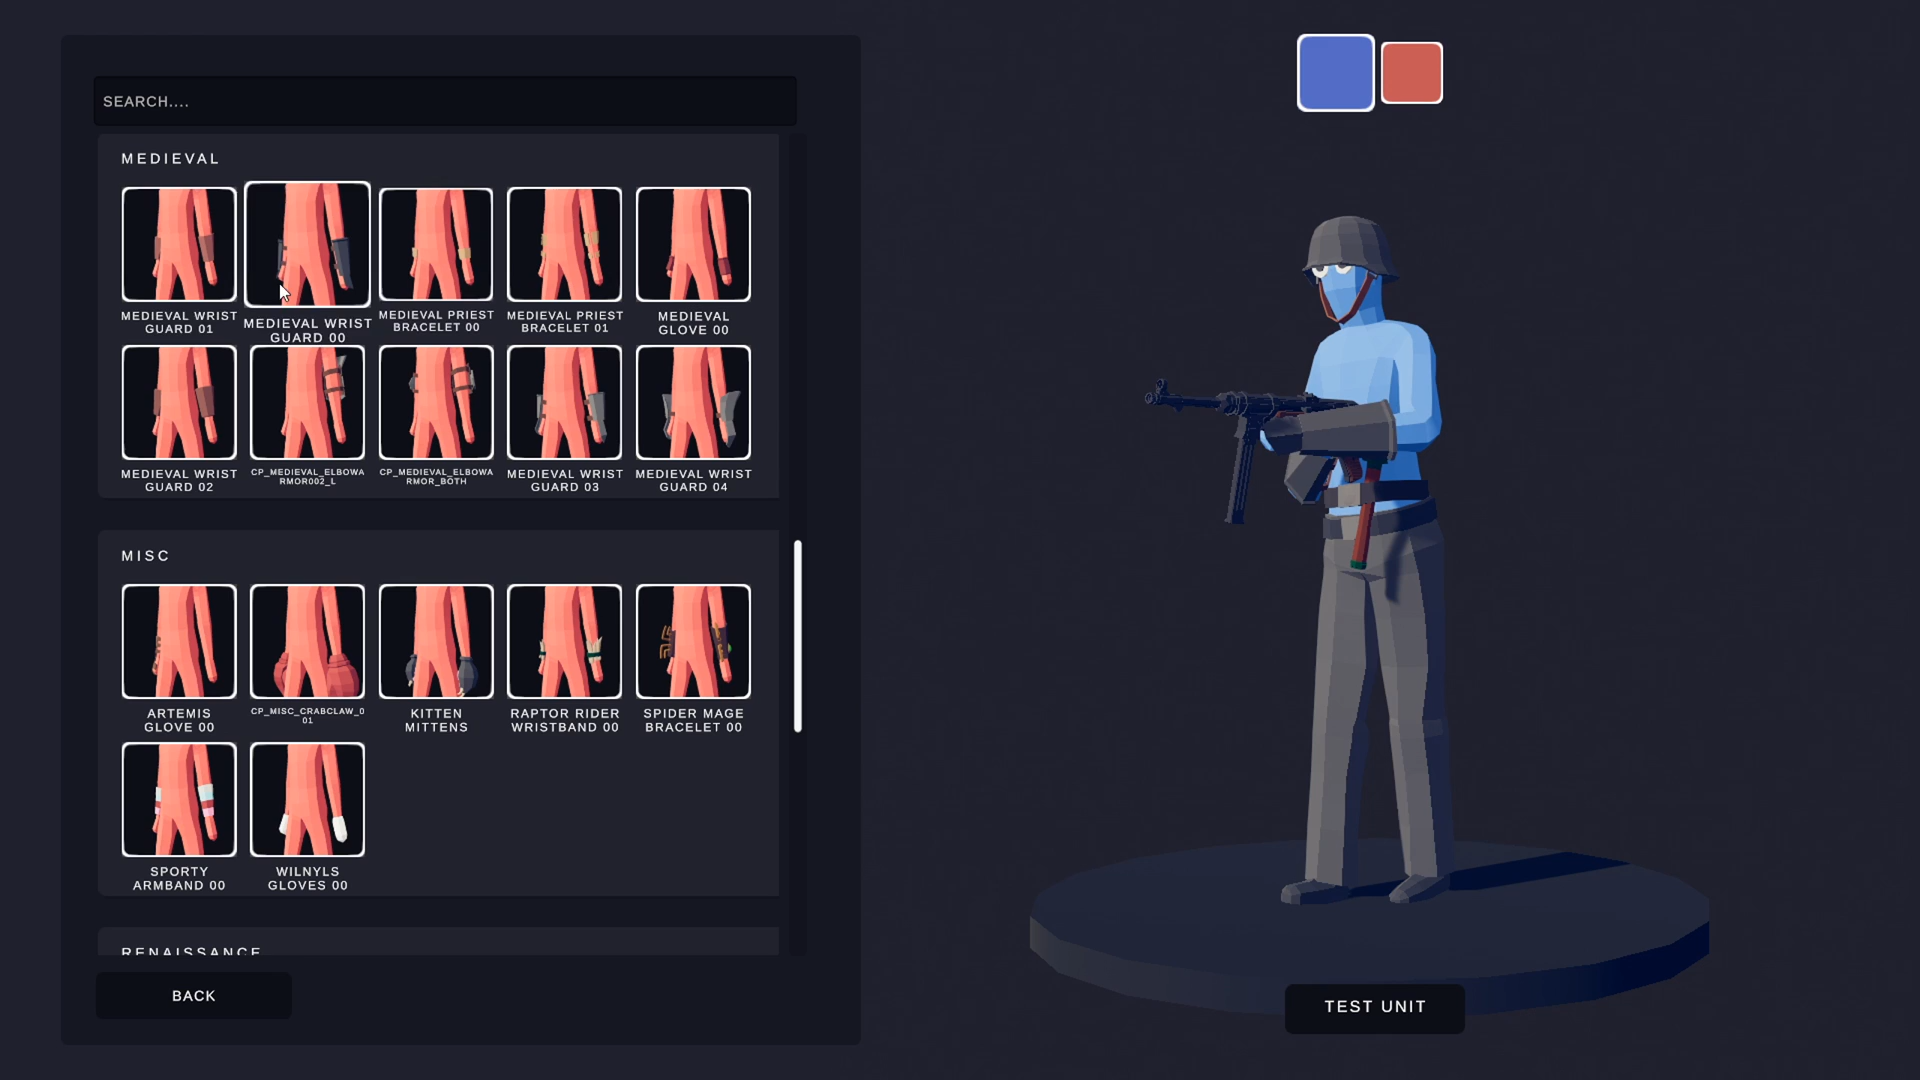 SEARCH....
MEDIEVAL
MEDIEVAL WRIST
GUARD 01
MEDIEVAL WRIST
GUARD 00
MEDIEVAL PRIEST
BRACELET 00
MEDIEVAL PRIEST
BRACELET 01
MEDIEVAL
GLOVE 00
MEDIEVAL WRIST
GUARD 02
CP_MEDIEVAL_ELBOWA
RMOR002_L
CP_MEDIEVAL_ELBOWA
RMOR_BOTH
MEDIEVAL WRIST
GUARD 03
MEDIEVAL WRIST
GUARD 04
MISC
ARTEMIS
GLOVE 00
CP_MISC_CRABCLAW_0
01
KITTEN
MITTENS
RAPTOR RIDER
WRISTBAND 00
SPIDER MAGE
BRACELET 00
SPORTY
ARMBAND 00
WILNYLS
GLOVES 00
RENAISSANCE
BACK
TEST UNIT